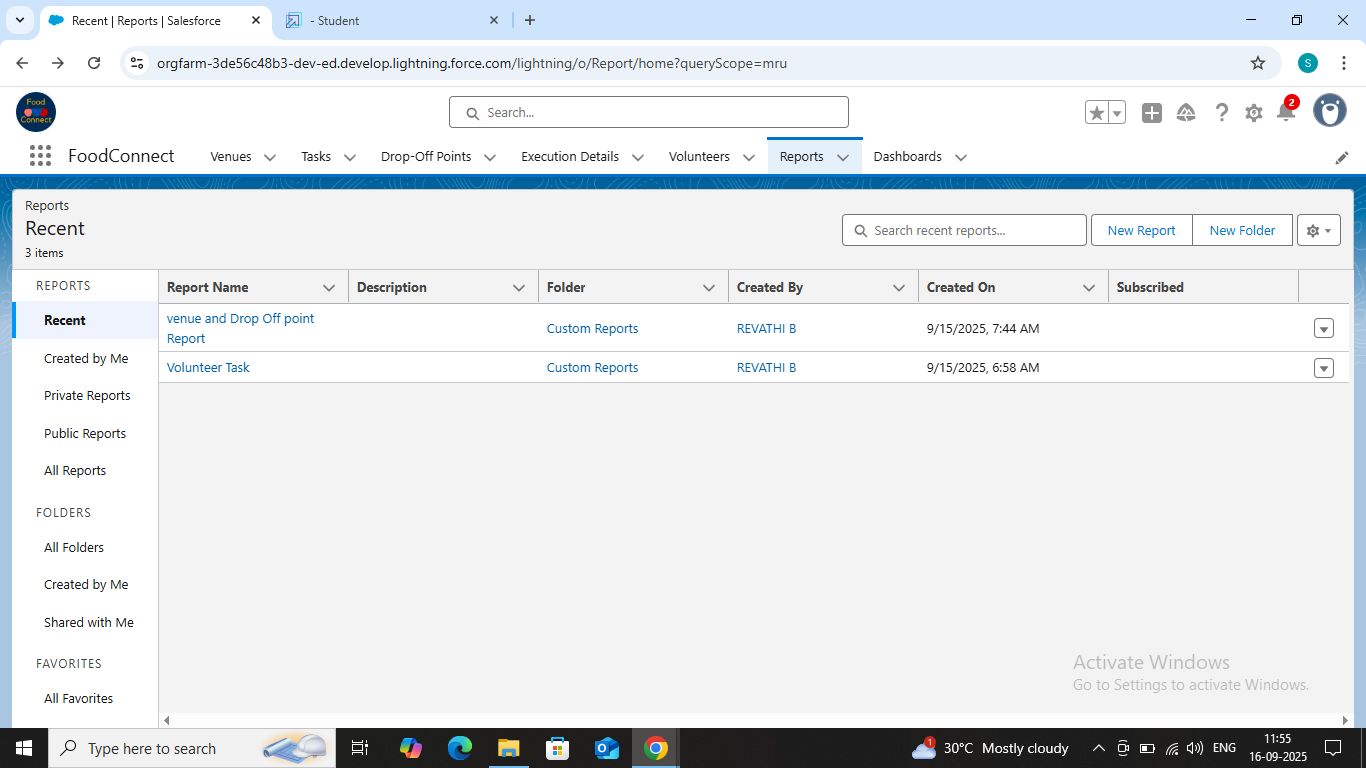 Recent | Reports | Salesforce
- Student
orgfarm-3de56c48b3-dev-ed.develop.lightning.force.com/lightning/o/Report/home?queryScope=mru
S
Food
Connect
Search...
2
FoodConnect
Venues
Tasks
Drop-Off Points
Execution Details
Volunteers
Reports
Dashboards
Reports
Recent
3 items
Search recent reports...
New Report
New Folder
REPORTS
Recent
Created by Me
Private Reports
Public Reports
All Reports
FOLDERS
All Folders
Created by Me
Shared with Me
FAVORITES
All Favorites
Report Name Description Folder Created By Created On Subscribed
venue and Drop Off point
Report
Custom Reports REVATHI B 9/15/2025, 7:44 AM
Volunteer Task Custom Reports REVATHI B 9/15/2025, 6:58 AM
Activate Windows
Go to Settings to activate Windows.
Type here to search
1
30°C Mostly cloudy
ENG
11:55
16-09-2025